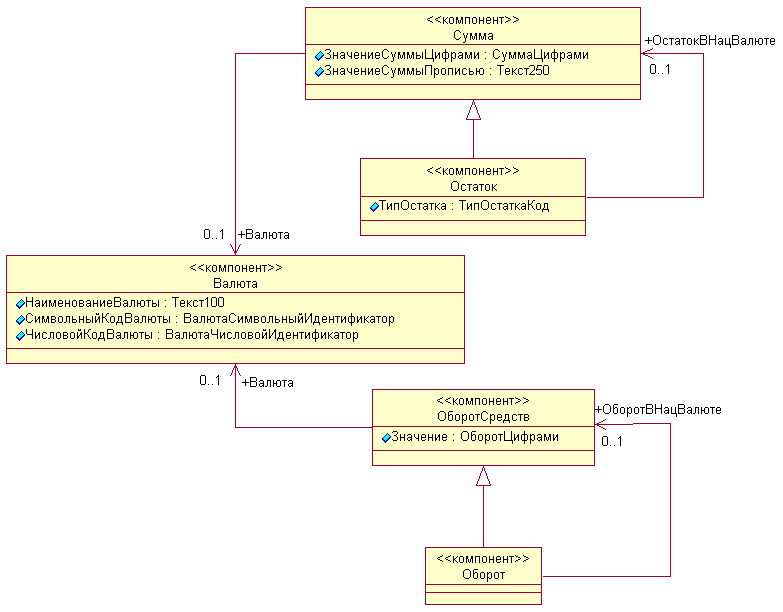 <<компонент>>
Сумма
ЗначениеСуммыЦифрами : СуммаЦифрами
ЗначениеСуммыПрописью : Текст250
+ОстатокВНацВалюте
0..1
<<компонент>>
Остаток
ТипОстатка : ТипОстаткаКод
0..1 +Валюта
<<компонент>>
Валюта
НаименованиеВалюты : Текст100
СимвольныйКодВалюты : ВалютаСимвольныйИдентификатор
ЧисловойКодВалюты : ВалютаЧисловойИдентификатор
0..1 +Валюта
<<компонент>>
ОборотСредств
Значение : ОборотЦифрами
+ОборотВНацВалюте
0..1
<<компонент>>
Оборот